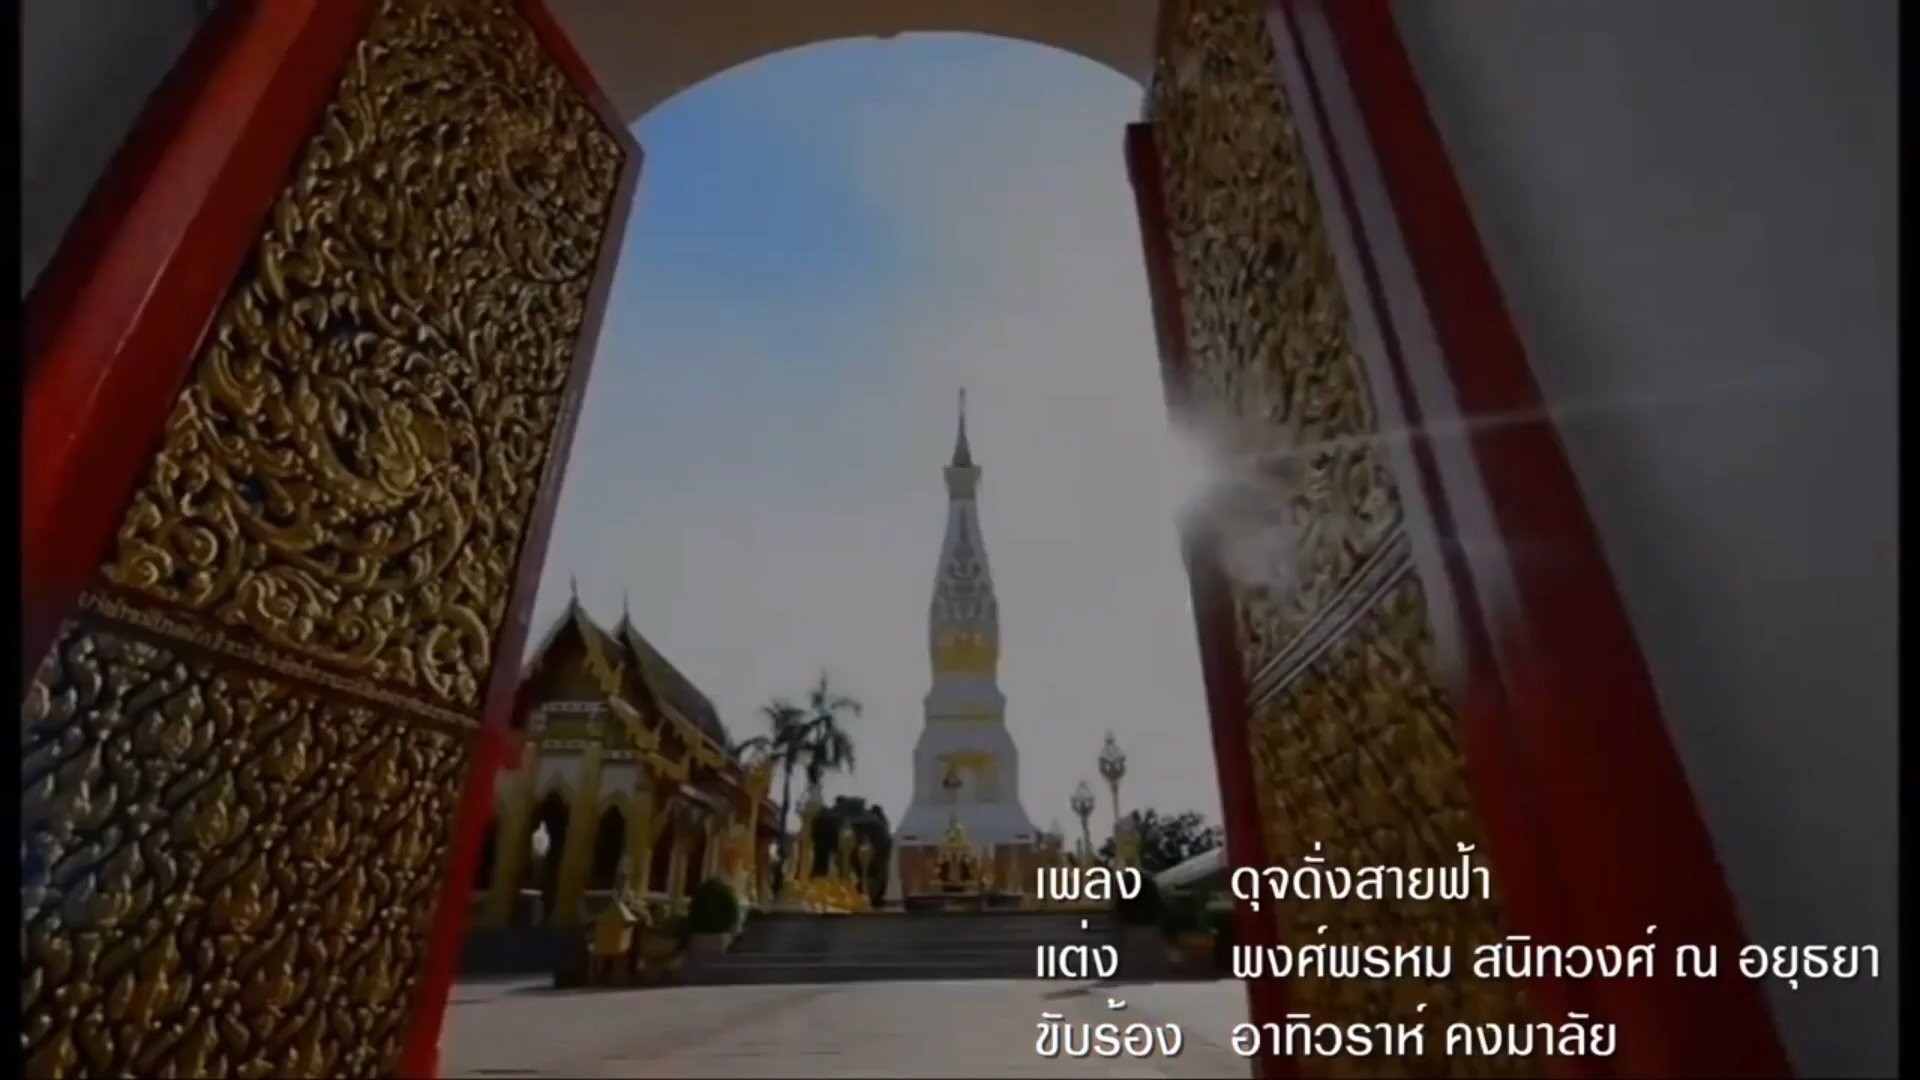 เพลง ดุจดั่งสายฟ้า
แต่ง พงศ์พรหม สนิทวงศ์ ณ อยุธยา
ขับร้อง อาทิวราห์ คงมาลัย